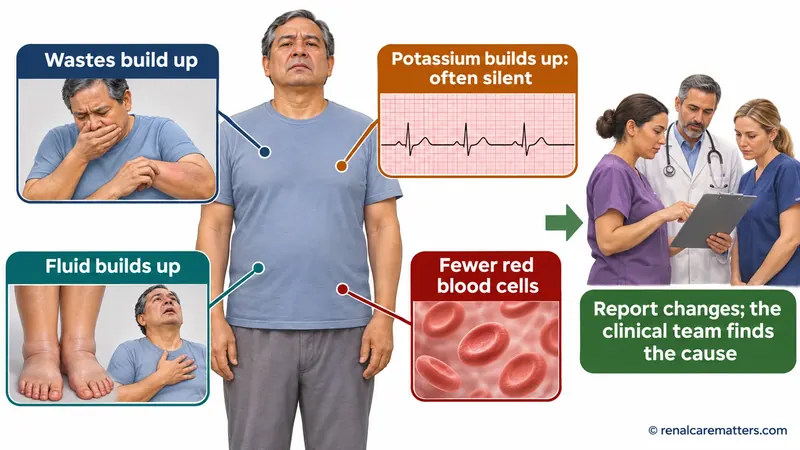 Wastes build up
Potassium builds up:
often silent
Fluid builds up
Fewer red
blood cells
Report changes; the
clinical team finds
the cause
© renalcarematters.com